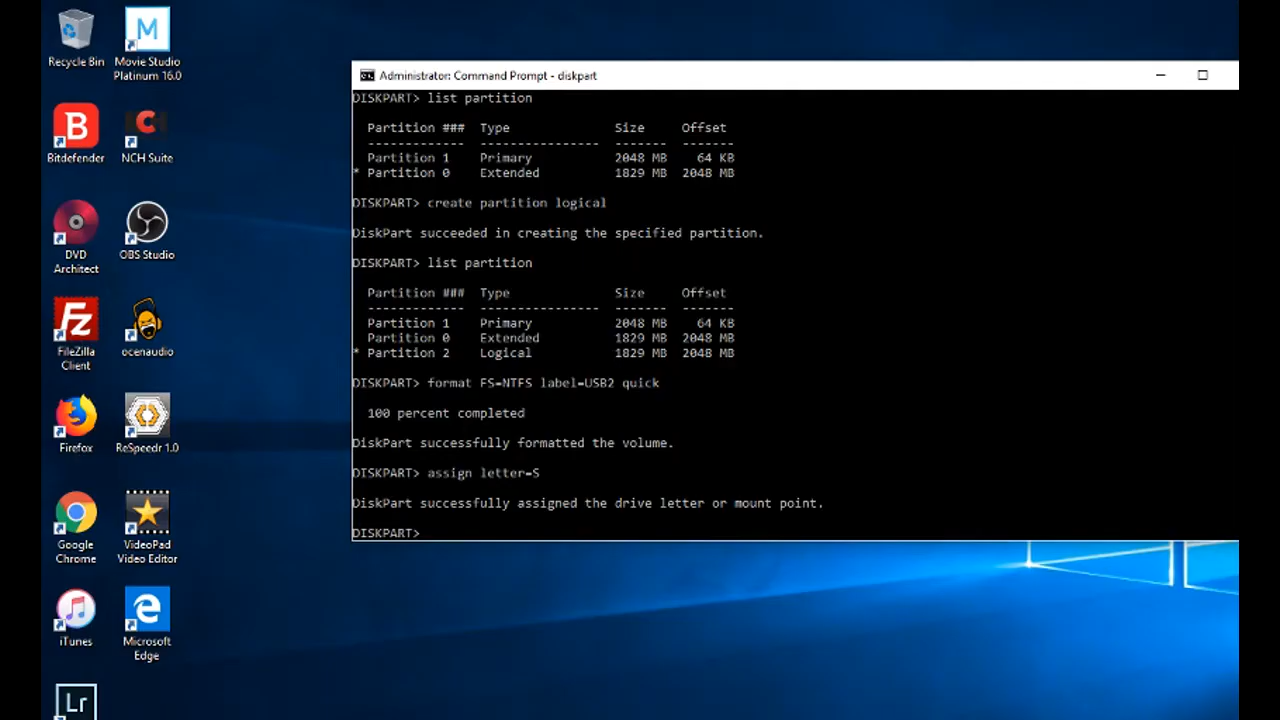 Recycle Bin
Movie Studio
Platinum 16.0
Bitdefender
NCH Suite
DVD
Architect
OBS Studio
FileZilla
Client
ocenaudio
Firefox
ReSpeedr 1.0
Google
Chrome
VideoPad
Video Editor
iTunes
Microsoft
Edge
M
B
Fz
Lr
Administrator: Command Prompt - diskpart
DISKPART> list partition
Partition ### Type Size Offset
------------- ---------------- ------- -------
Partition 1 Primary 2048 MB 64 KB
* Partition 0 Extended 1829 MB 2048 MB
DISKPART> create partition logical
DiskPart succeeded in creating the specified partition.
DISKPART> list partition
Partition ### Type Size Offset
------------- ---------------- ------- -------
Partition 1 Primary 2048 MB 64 KB
Partition 0 Extended 1829 MB 2048 MB
* Partition 2 Logical 1829 MB 2048 MB
DISKPART> format FS=NTFS label=USB2 quick
100 percent completed
DiskPart successfully formatted the volume.
DISKPART> assign letter=S
DiskPart successfully assigned the drive letter or mount point.
DISKPART>